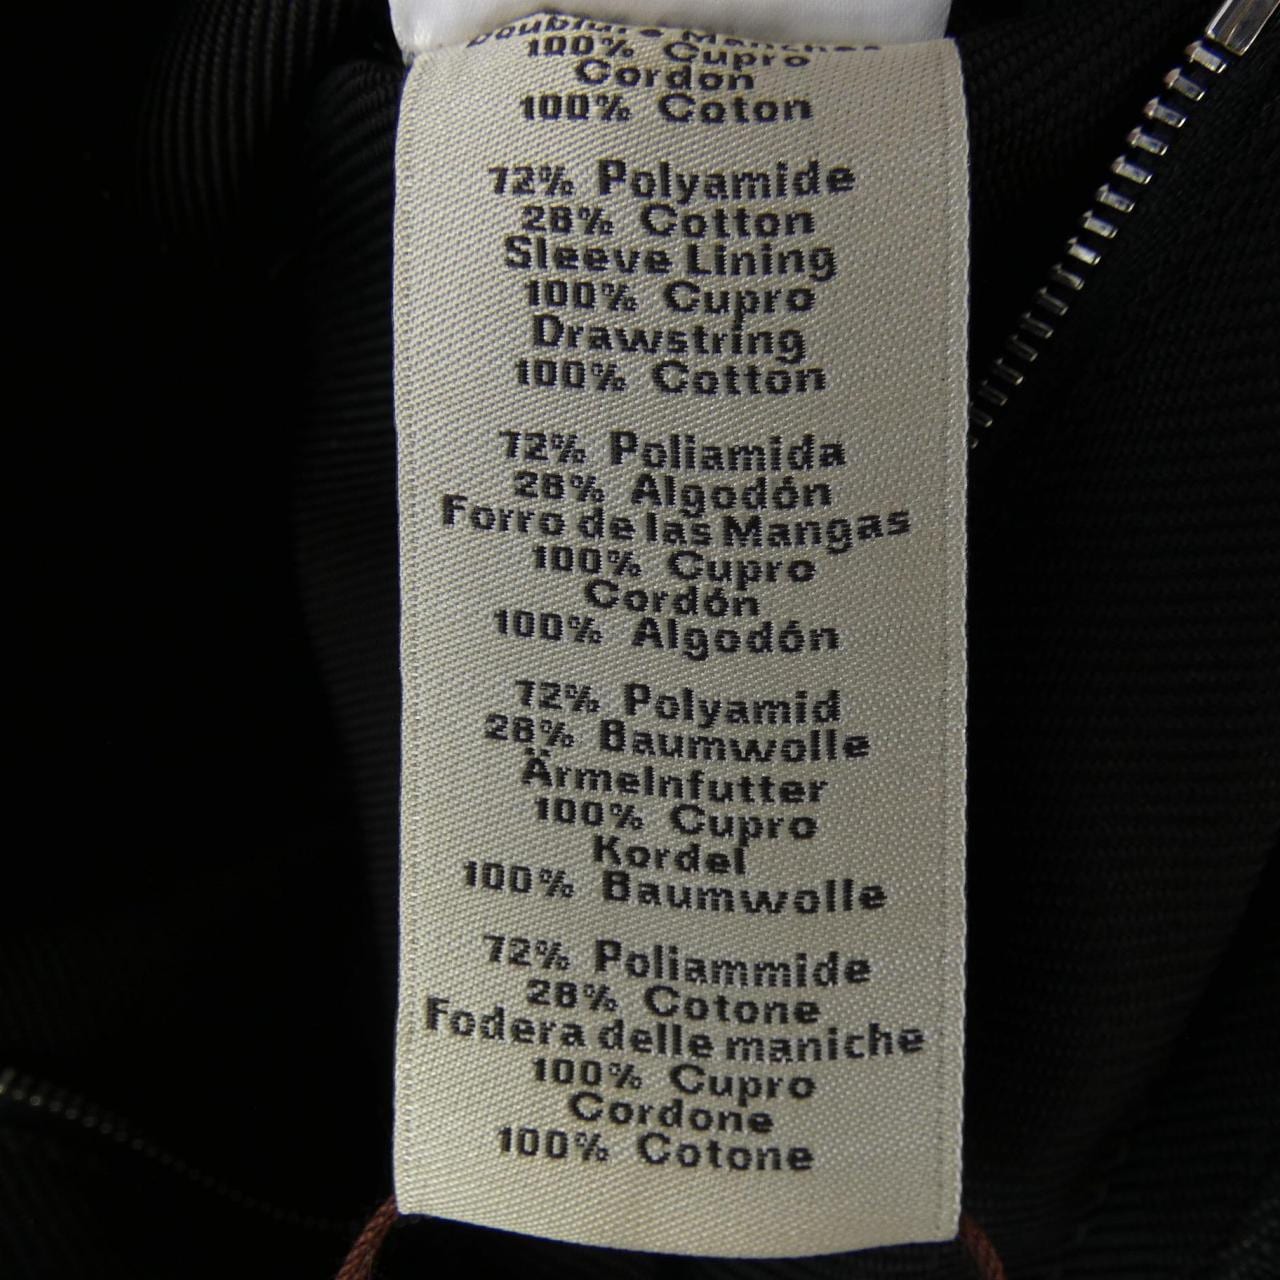 Doublure Manches
100% Cupro
Cordon
100% Coton
72% Polyamide
28% Cotton
Sleeve Lining
100% Cupro
Drawstring
100% Cotton
72% Poliamida
28% Algodón
Forro de las Mangas
100% Cupro
Cordón
100% Algodón
72% Polyamid
28% Baumwolle
Ärmelnfutter
100% Cupro
Kordel
100% Baumwolle
72% Poliammide
28% Cotone
Fodera delle maniche
100% Cupro
Cordone
100% Cotone